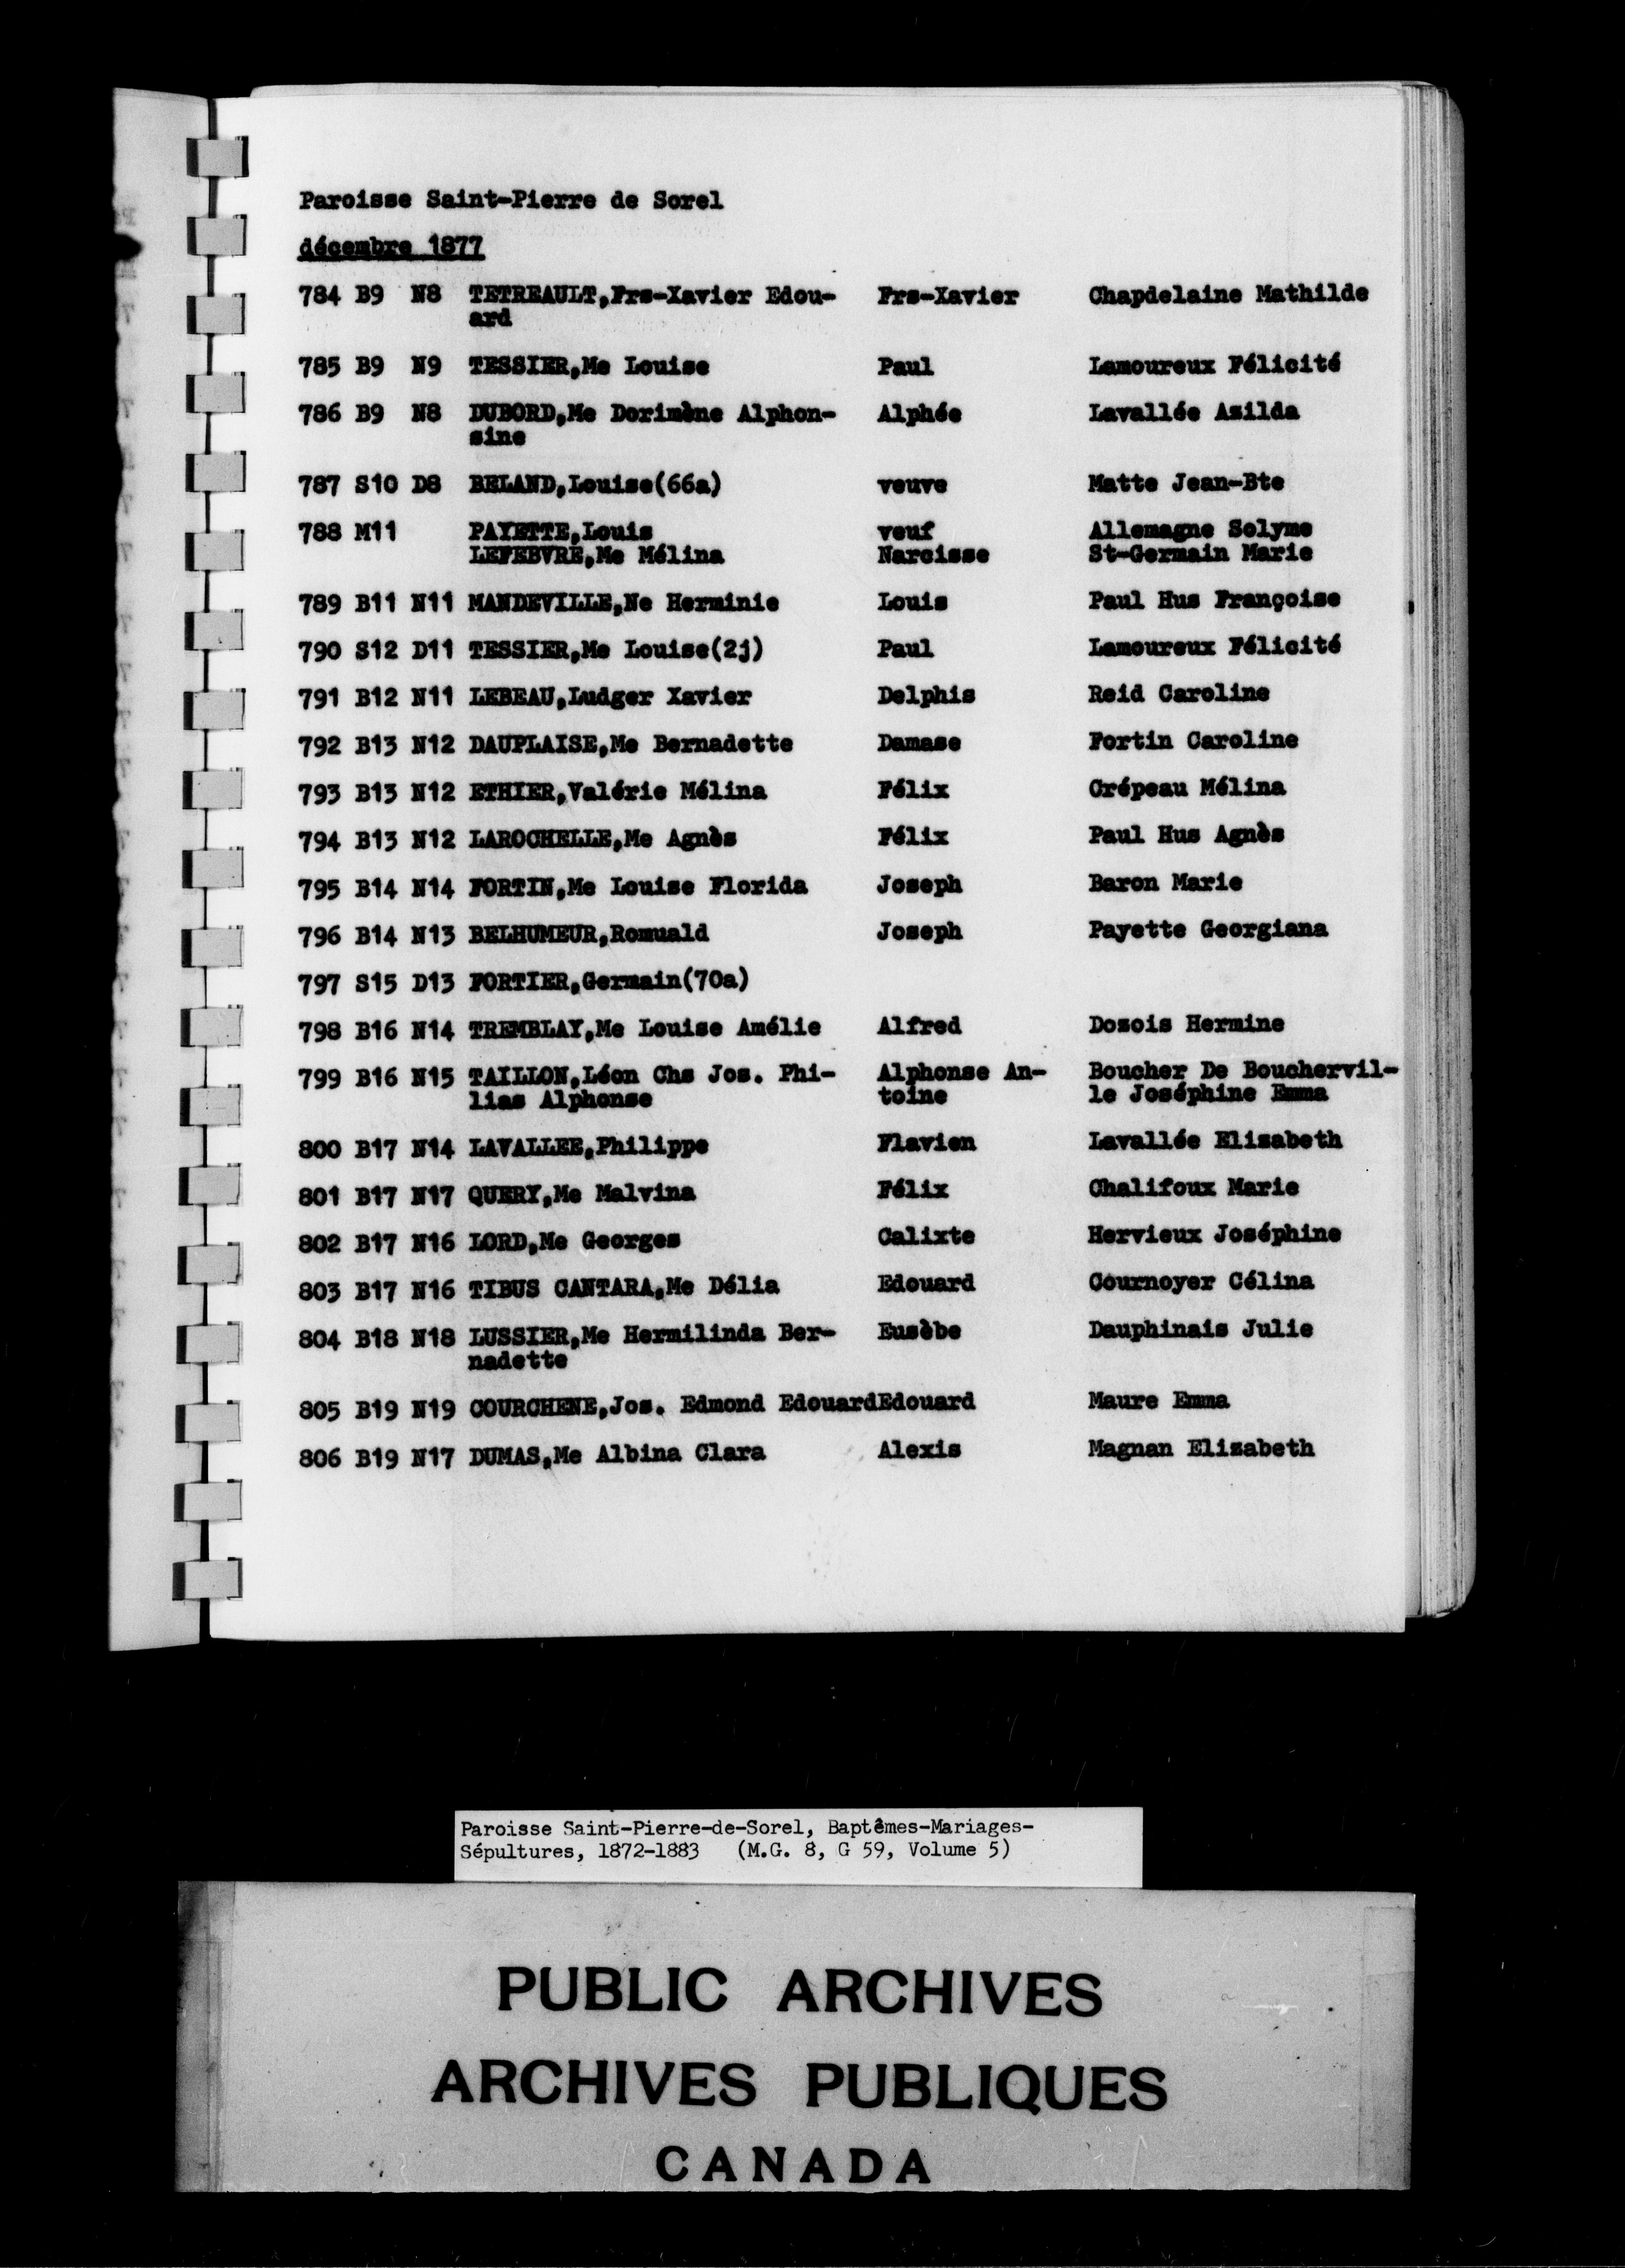 Paroisse Saint-Pierre de Sorel
décembre 1877
784 B9 N8 TETREAULT,Frs-Xavier Edou- Frs-Xavier Chapdelaine Mathilde
ard
785 B9 N9 TESSIER,Me Louise Paul Lamoureux Félicité
786 B9 N8 DUBORD,Me Dorimène Alphon- Alphée Lavallée Azilda
sine
787 S10 D8 BELAND,Louise(66a) veuve Matte Jean-Bte
788 M11 PAYETTE,Louis veuf Allemagne Solyme
LEFEBVRE,Me Mélina Narcisse St-Germain Marie
789 B11 N11 MANDEVILLE,Ne Herminie Louis Paul Hus Françoise
790 S12 D11 TESSIER,Me Louise(2j) Paul Lamoureux Félicité
791 B12 N11 LEBEAU,Ludger Xavier Delphis Reid Caroline
792 B13 N12 DAUPLAISE,Me Bernadette Damase Fortin Caroline
793 B13 N12 ETHIER,Valérie Mélina Félix Crépeau Mélina
794 B13 N12 LAROCHELLE,Me Agnès Félix Paul Hus Agnès
795 B14 N14 FORTIN,Me Louise Florida Joseph Baron Marie
796 B14 N13 BELHUMEUR,Romuald Joseph Payette Georgiana
797 S15 D13 FORTIER,Germain(70a)
798 B16 N14 TREMBLAY,Me Louise Amélie Alfred Dozois Hermine
799 B16 N15 TAILLON,Léon Chs Jos. Phi- Alphonse An- Boucher De Bouchervil-
lias Alphonse toine le Joséphine Emma
800 B17 N14 LAVALLEE,Philippe Flavien Lavallée Elizabeth
801 B17 N17 QUERY,Me Malvina Félix Chalifoux Marie
802 B17 N16 LORD,Me Georges Calixte Hervieux Joséphine
803 B17 N16 TIBUS CANTARA,Me Délia Edouard Cournoyer Célina
804 B18 N18 LUSSIER,Me Hermilinda Ber- Eusèbe Dauphinais Julie
nadette
805 B19 N19 COURCHENE,Jos. Edmond EdouardEdouard Maure Emma
806 B19 N17 DUMAS,Me Albina Clara Alexis Magnan Elizabeth
Paroisse Saint-Pierre-de-Sorel, Baptêmes-Mariages-
Sépultures, 1872-1883 (M.G. 8, G 59, Volume 5)
PUBLIC ARCHIVES
ARCHIVES PUBLIQUES
CANADA